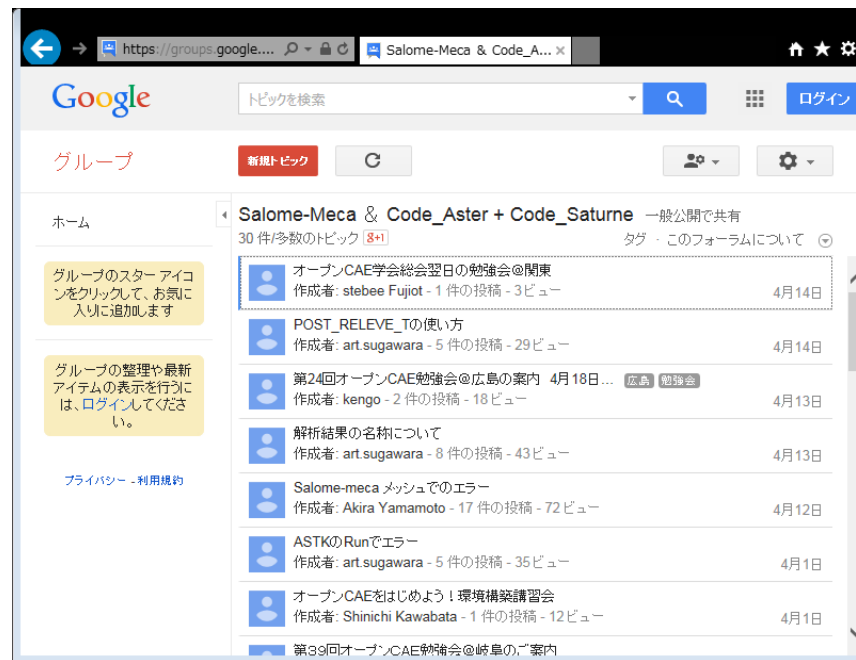 https://groups.google....
Salome-Meca & Code_A...
Google
トピックを検索
ログイン
グループ
新規トピック
ホーム
グループのスター アイコ
ンをクリックして、お気に
入りに追加します
グループの整理や最新
アイテムの表示を行うに
は、ログインしてくださ
い。
プライバシー - 利用規約
Salome-Meca & Code_Aster + Code_Saturne 一般公開で共有
30 件/多数のトピック g+1
タグ · このフォーラムについて
オープンCAE学会総会翌日の勉強会@関東
作成者: stebee Fujiot - 1 件の投稿 - 3ビュー 4月14日
POST_RELEVE_Tの使い方
作成者: art.sugawara - 5 件の投稿 - 29ビュー 4月14日
第24回オープンCAE勉強会@広島の案内 4月18日... 広島 勉強会
作成者: kengo - 2 件の投稿 - 18ビュー 4月13日
解析結果の名称について
作成者: art.sugawara - 8 件の投稿 - 43ビュー 4月13日
Salome-meca メッシュでのエラー
作成者: Akira Yamamoto - 17 件の投稿 - 72ビュー 4月12日
ASTKのRunでエラー
作成者: art.sugawara - 5 件の投稿 - 35ビュー 4月1日
オープンCAEをはじめよう!環境構築講習会
作成者: Shinichi Kawabata - 1 件の投稿 - 12ビュー 4月1日
第39回オープンCAE勉強会@岐阜のご案内